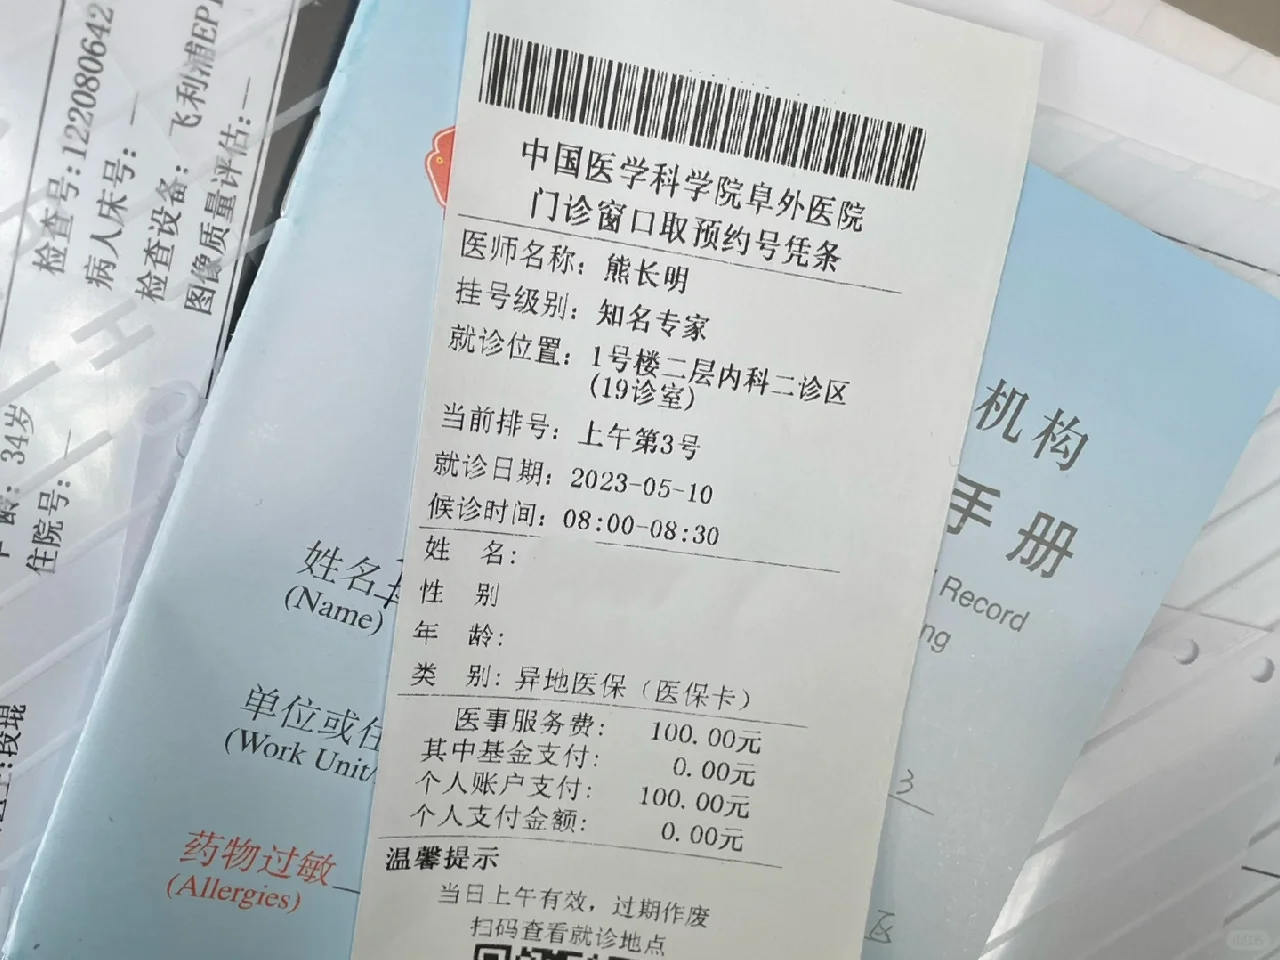 检查号:122080642
病人床号: —
检查设备: 飞利浦EPI
图像质量评估:—
龄: 34岁
住院号: —
中国医学科学院阜外医院
门诊窗口取预约号凭条
医师名称: 熊长明
挂号级别: 知名专家
就诊位置: 1号楼二层内科二诊区
(19诊室)
当前排号: 上午第3号
就诊日期: 2023-05-10
候诊时间: 08:00-08:30
姓 名:
性 别
年 龄:
类 别: 异地医保（医保卡）
医事服务费: 100.00元
其中基金支付: 0.00元
个人账户支付: 100.00元
个人支付金额: 0.00元
温馨提示
当日上午有效，过期作废
扫码查看就诊地点
姓名
(Name)
单位或住
(Work Unit/
药物过敏
(Allergies)
机构
手册
Record
ng
3
区